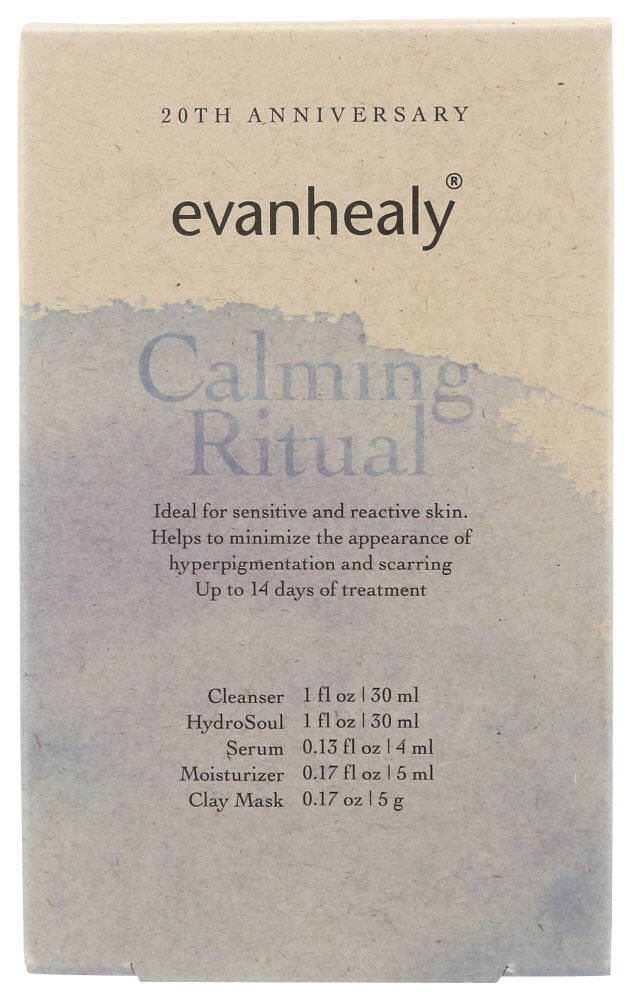 20TH ANNIVERSARY
evanhealy®
Calming
Ritual
Ideal for sensitive and reactive skin.
Helps to minimize the appearance of
hyperpigmentation and scarring
Up to 14 days of treatment
Cleanser 1 fl oz | 30 ml
HydroSoul 1 fl oz | 30 ml
Serum 0.13 fl oz | 4 ml
Moisturizer 0.17 fl oz | 5 ml
Clay Mask 0.17 oz | 5 g